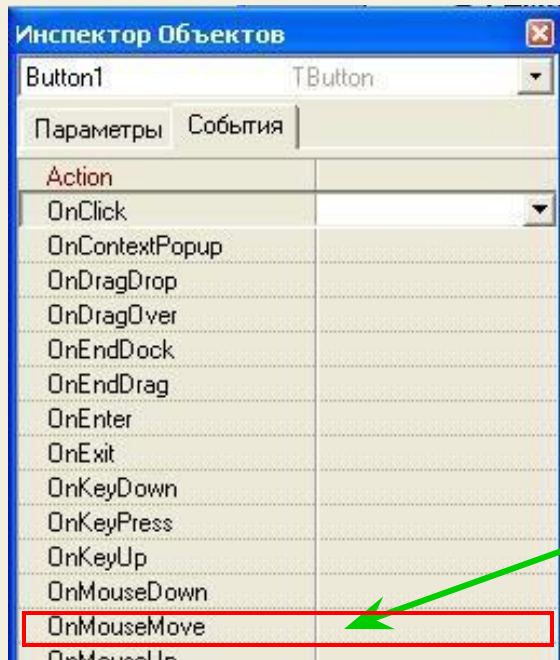 Инспектор Объектов
Button1 TButton
Параметры События
Action
OnClick
OnContextPopup
OnDragDrop
OnDragOver
OnEndDock
OnEndDrag
OnEnter
OnExit
OnKeyDown
OnKeyPress
OnKeyUp
OnMouseDown
OnMouseMove
OnMouseUp